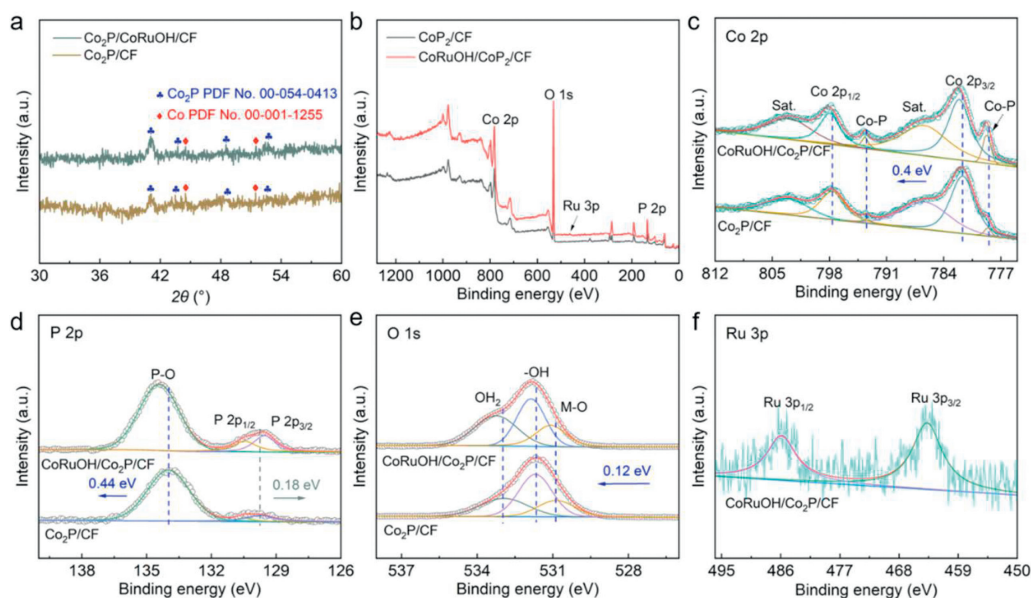 a
Intensity (a.u.)
Co₂P/CoRuOH/CF
Co₂P/CF
♣ Co₂P PDF No. 00-054-0413
♦ Co PDF No. 00-001-1255
30 36 42 48 54 60
2θ (°)
b
Intensity (a.u.)
CoP₂/CF
CoRuOH/CoP₂/CF
O 1s
Co 2p
Ru 3p
P 2p
1200 1000 800 600 400 200 0
Binding energy (eV)
c
Intensity (a.u.)
Co 2p
Co 2p₃/₂
Sat.
Co 2p₁/₂
Co-P
Sat.
Co-P
CoRuOH/Co₂P/CF
0.4 eV
Co₂P/CF
812 805 798 791 784 777
Binding energy (eV)
d
Intensity (a.u.)
P 2p
P-O
P 2p₁/₂
P 2p₃/₂
CoRuOH/Co₂P/CF
0.44 eV
0.18 eV
Co₂P/CF
138 134 130 126
Binding energy (eV)
e
Intensity (a.u.)
O 1s
-OH
OH₂
M-O
CoRuOH/Co₂P/CF
0.12 eV
Co₂P/CF
537 534 531 528
Binding energy (eV)
f
Intensity (a.u.)
Ru 3p
Ru 3p₁/₂
Ru 3p₃/₂
CoRuOH/Co₂P/CF
495 486 477 468 459 450
Binding energy (eV)